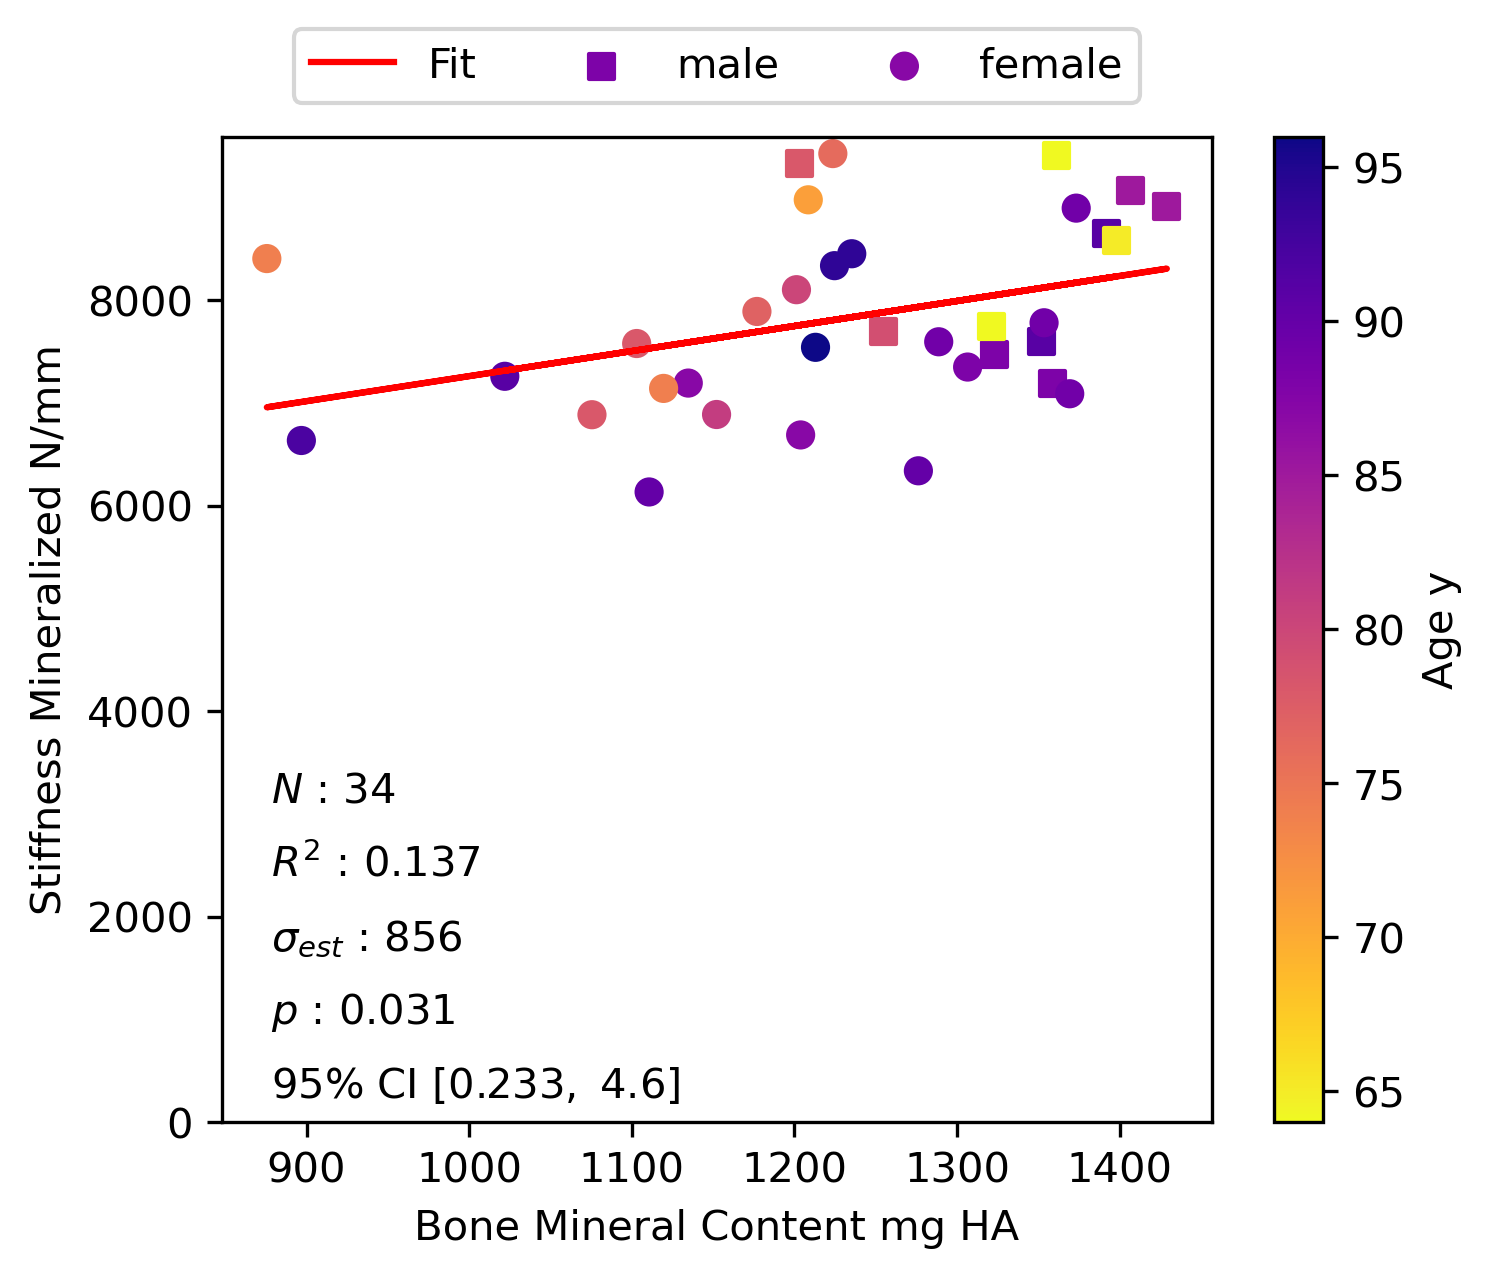 Fit male female
Stiffness Mineralized N/mm
8000
6000
4000
2000
0
N : 34
R² : 0.137
σest : 856
p : 0.031
95% CI [0.233, 4.6]
900 1000 1100 1200 1300 1400
Bone Mineral Content mg HA
95
90
85
80
75
70
65
Age y